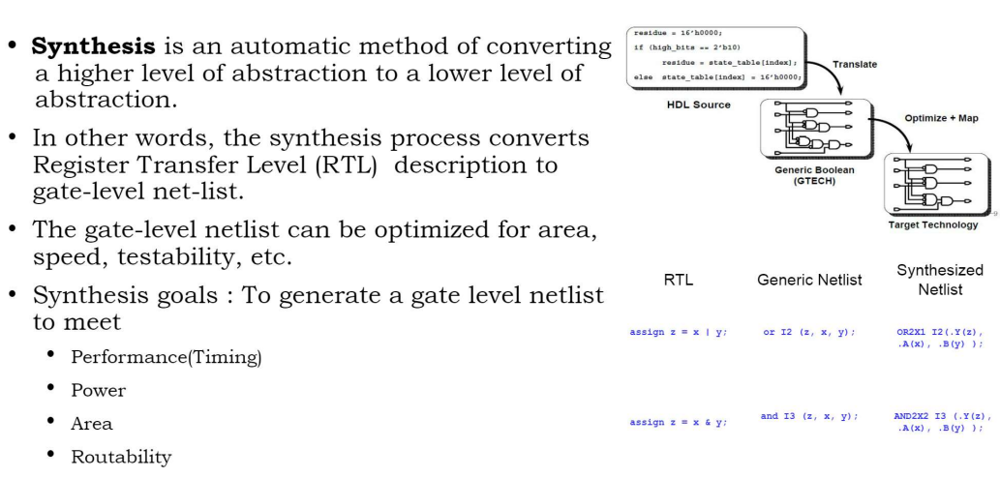 • Synthesis is an automatic method of converting
a higher level of abstraction to a lower level of
abstraction.
• In other words, the synthesis process converts
Register Transfer Level (RTL) description to
gate-level net-list.
• The gate-level netlist can be optimized for area,
speed, testability, etc.
• Synthesis goals : To generate a gate level netlist
to meet
• Performance(Timing)
• Power
• Area
• Routability
residue = 16'h0000;
if (high_bits == 2'b10)
residue = state_table[index];
else state_table[index] = 16'h0000;
HDL Source
Translate
Generic Boolean
(GTECH)
Optimize + Map
Target Technology
9
RTL
Generic Netlist
Synthesized
Netlist
assign z = x | y;
or I2 (z, x, y);
OR2X1 I2(.Y(z),
.A(x), .B(y) );
assign z = x & y;
and I3 (z, x, y);
AND2X2 I3 (.Y(z),
.A(x), .B(y) );